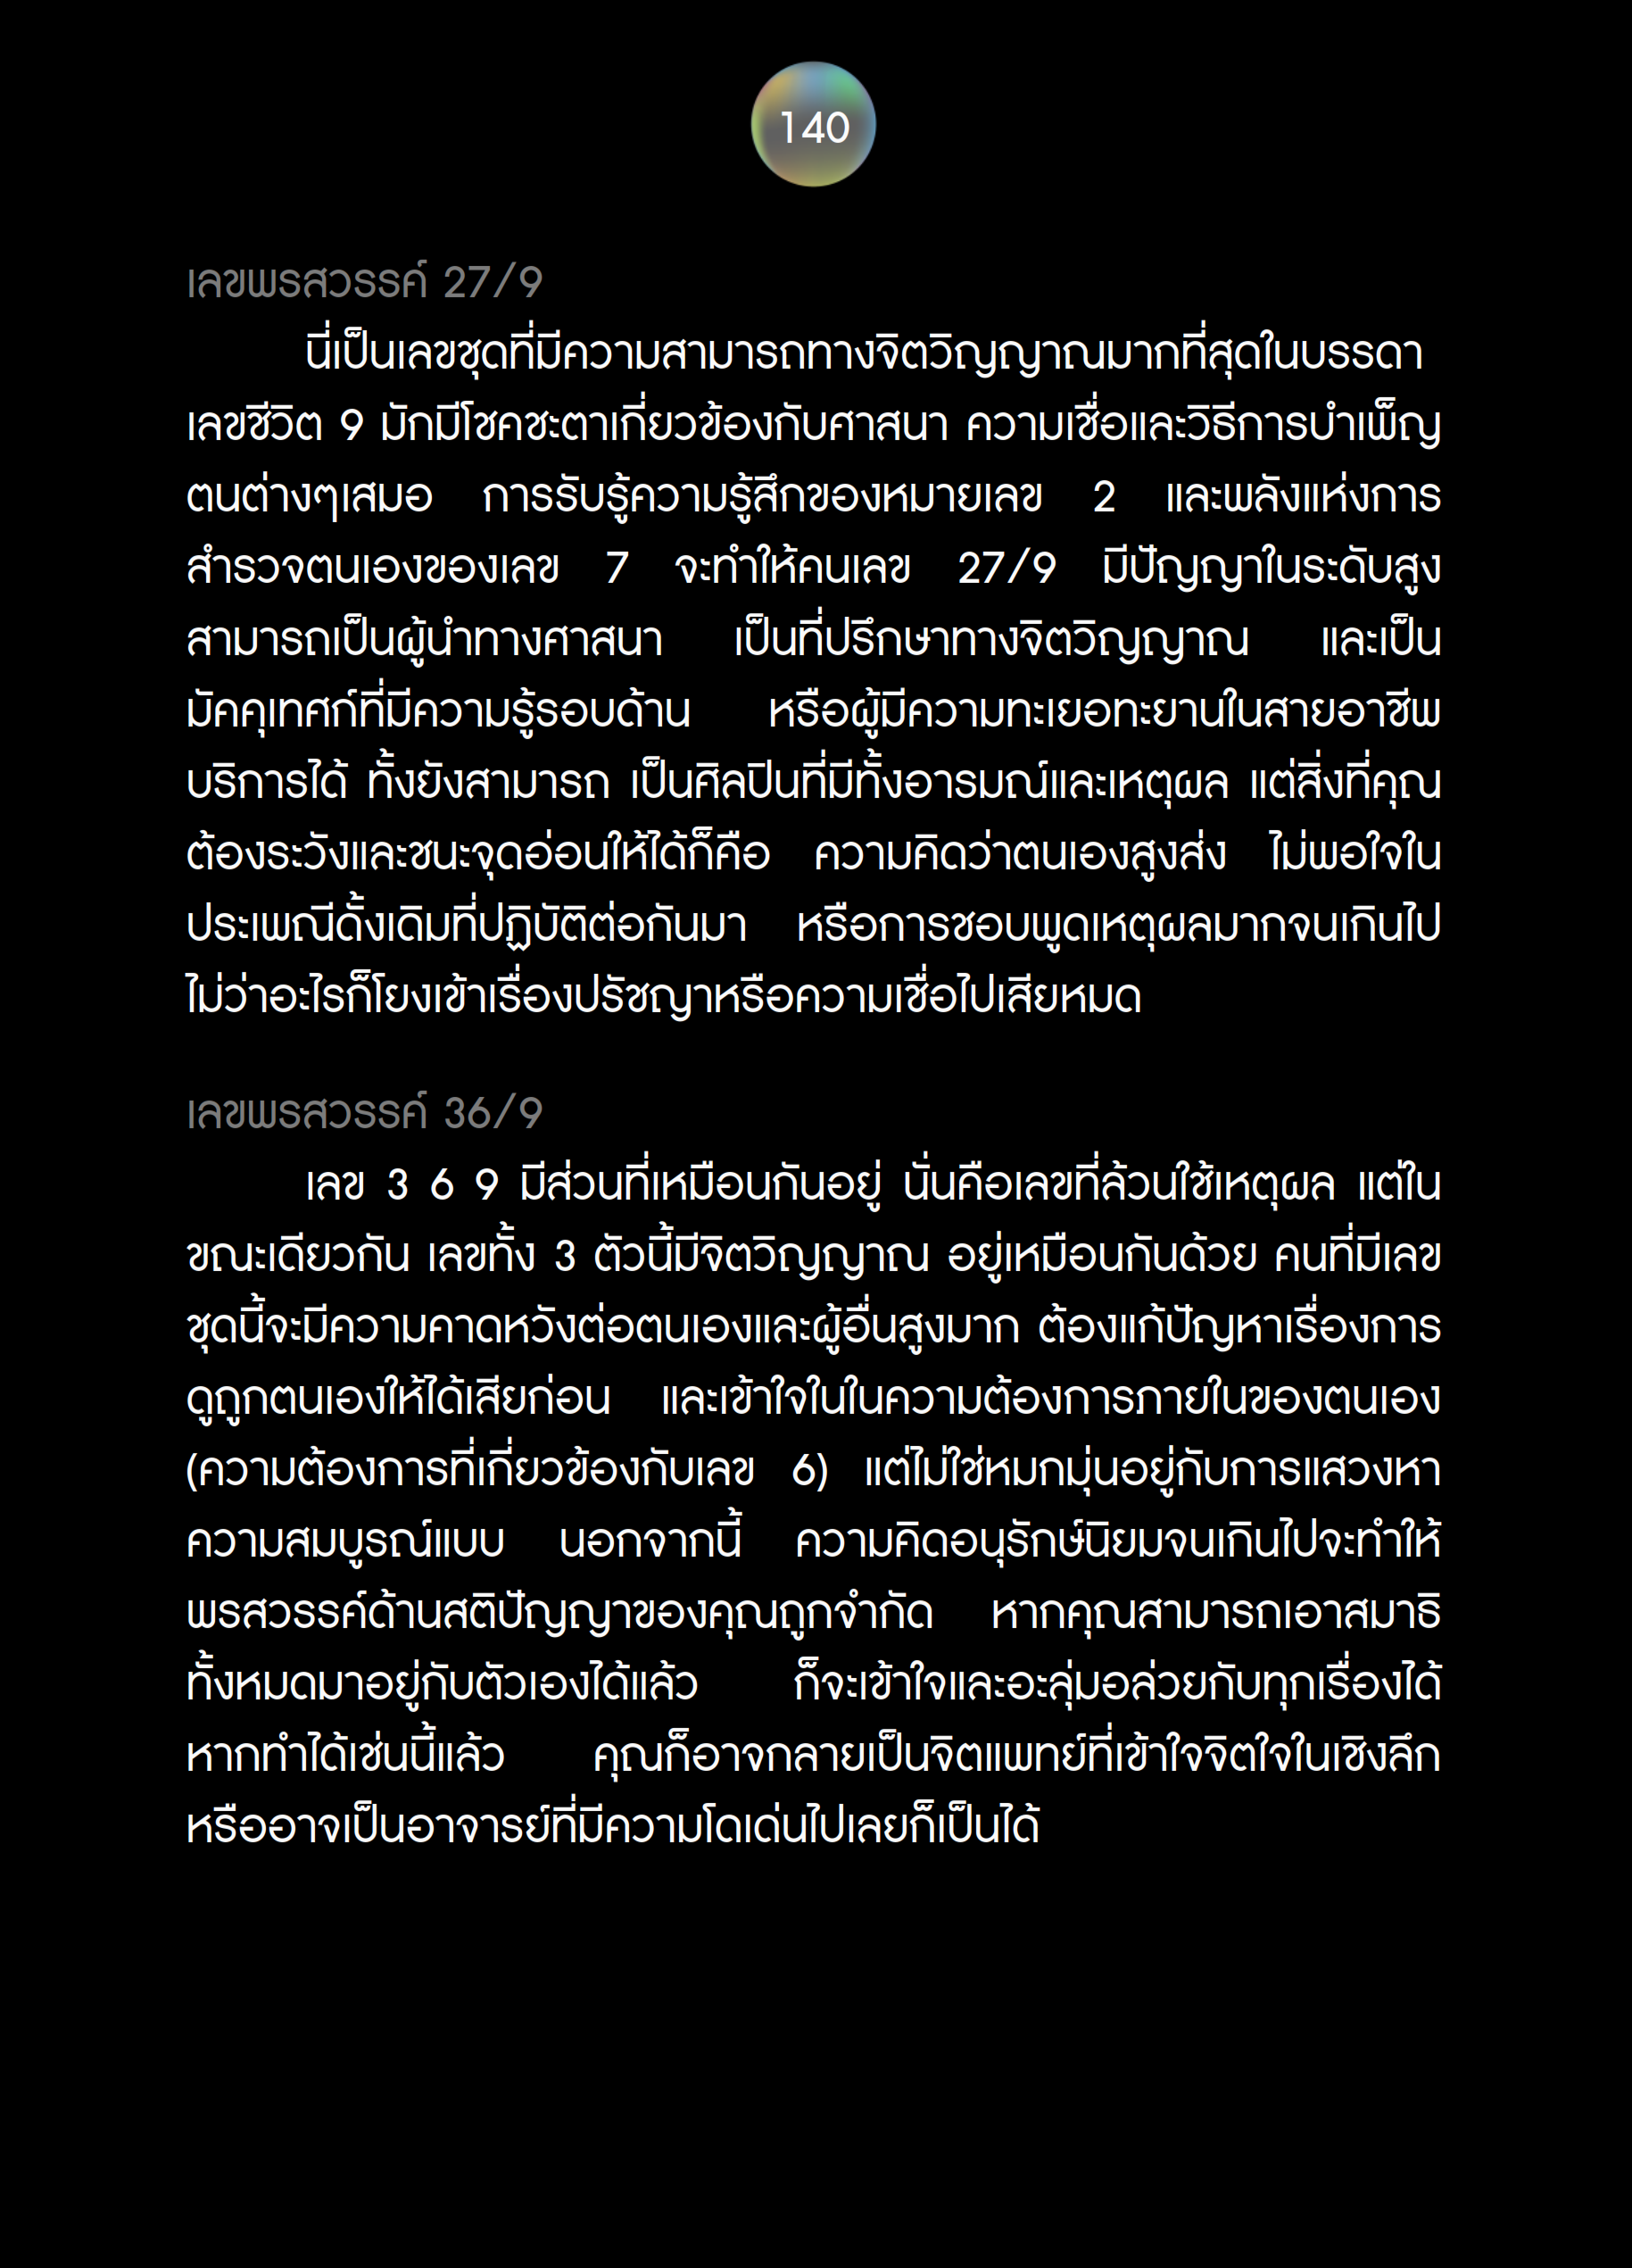 140
เลขพรสวรรค์ 27/9
นี่เป็นเลขชุดที่มีความสามารถทางจิตวิญญาณมากที่สุดในบรรดา
เลขชีวิต 9 มักมีโชคชะตาเกี่ยวข้องกับศาสนา ความเชื่อและวิธีการบำเพ็ญ
ตนต่างๆเสมอ การรับรู้ความรู้สึกของหมายเลข 2 และพลังแห่งการ
สำรวจตนเองของเลข 7 จะทำให้คนเลข 27/9 มีปัญญาในระดับสูง
สามารถเป็นผู้นำทางศาสนา เป็นที่ปรึกษาทางจิตวิญญาณ และเป็น
มัคคุเทศก์ที่มีความรู้รอบด้าน หรือผู้มีความทะเยอทะยานในสายอาชีพ
บริการได้ ทั้งยังสามารถ เป็นศิลปินที่มีทั้งอารมณ์และเหตุผล แต่สิ่งที่คุณ
ต้องระวังและชนะจุดอ่อนให้ได้ก็คือ ความคิดว่าตนเองสูงส่ง ไม่พอใจใน
ประเพณีดั้งเดิมที่ปฏิบัติต่อกันมา หรือการชอบพูดเหตุผลมากจนเกินไป
ไม่ว่าอะไรก็โยงเข้าเรื่องปรัชญาหรือความเชื่อไปเสียหมด
เลขพรสวรรค์ 36/9
เลข 3 6 9 มีส่วนที่เหมือนกันอยู่ นั่นคือเลขที่ล้วนใช้เหตุผล แต่ใน
ขณะเดียวกัน เลขทั้ง 3 ตัวนี้มีจิตวิญญาณ อยู่เหมือนกันด้วย คนที่มีเลข
ชุดนี้จะมีความคาดหวังต่อตนเองและผู้อื่นสูงมาก ต้องแก้ปัญหาเรื่องการ
ดูถูกตนเองให้ได้เสียก่อน และเข้าใจในในความต้องการภายในของตนเอง
(ความต้องการที่เกี่ยวข้องกับเลข 6) แต่ไม่ใช่หมกมุ่นอยู่กับการแสวงหา
ความสมบูรณ์แบบ นอกจากนี้ ความคิดอนุรักษ์นิยมจนเกินไปจะทำให้
พรสวรรค์ด้านสติปัญญาของคุณถูกจำกัด หากคุณสามารถเอาสมาธิ
ทั้งหมดมาอยู่กับตัวเองได้แล้ว ก็จะเข้าใจและอะลุ่มอล่วยกับทุกเรื่องได้
หากทำได้เช่นนี้แล้ว คุณก็อาจกลายเป็นจิตแพทย์ที่เข้าใจจิตใจในเชิงลึก
หรืออาจเป็นอาจารย์ที่มีความโดเด่นไปเลยก็เป็นได้